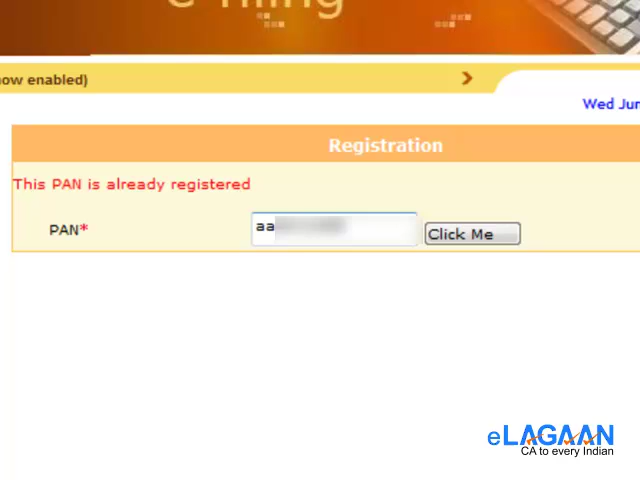 e-Filing
now enabled)
Wed Jun
Registration
This PAN is already registered
PAN*
aa
Click Me
eLAGAAN
CA to every Indian